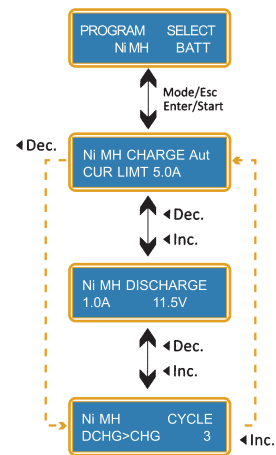 PROGRAM SELECT
Ni MH BATT
Mode/Esc
Enter/Start
Dec.
Ni MH CHARGE Aut
CUR LIMT 5.0A
Dec.
Inc.
Ni MH DISCHARGE
1.0A 11.5V
Dec.
Inc.
Ni MH CYCLE
DCHG>CHG 3
Inc.